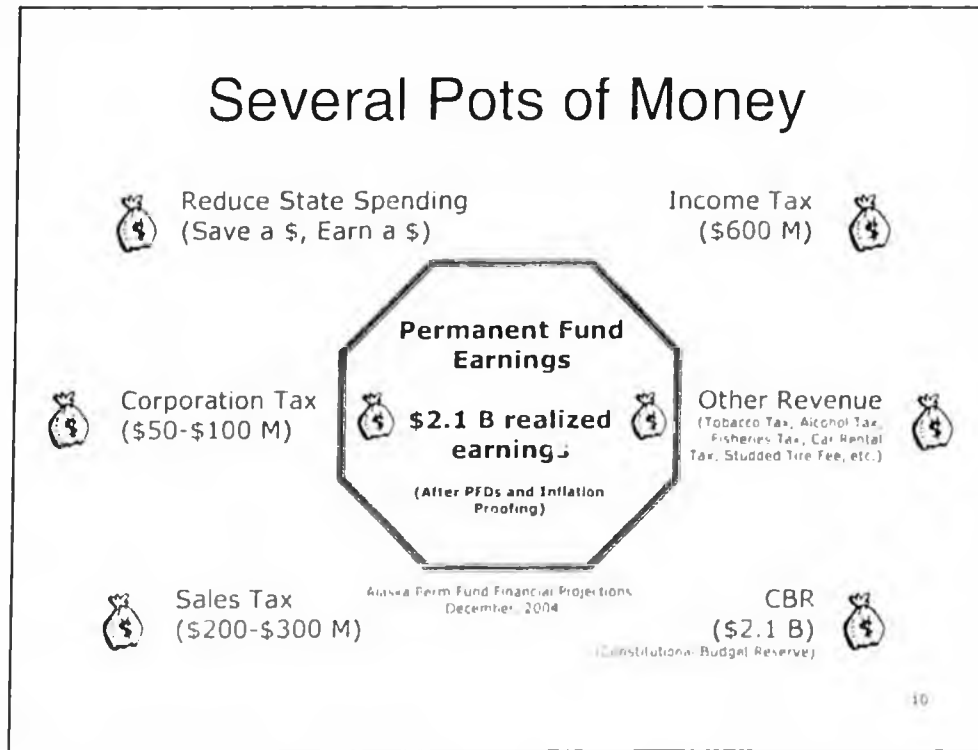 Several Pots of Money
Reduce State Spending
(Save a $, Earn a $)
Income Tax
($600 M)
Permanent Fund
Earnings
$2.1 B realized
earnings
(After PFDs and Inflation
Proofing)
Corporation Tax
($50-$100 M)
Other Revenue
(Tobacco Tax, Alcohol Tax,
Fisheries Tax, Car Rental
Tax, Studded Tire Fee, etc.)
Alaska Perm Fund Financial Projections
December, 2004
Sales Tax
($200-$300 M)
CBR
($2.1 B)
(Constitutional Budget Reserve)
10